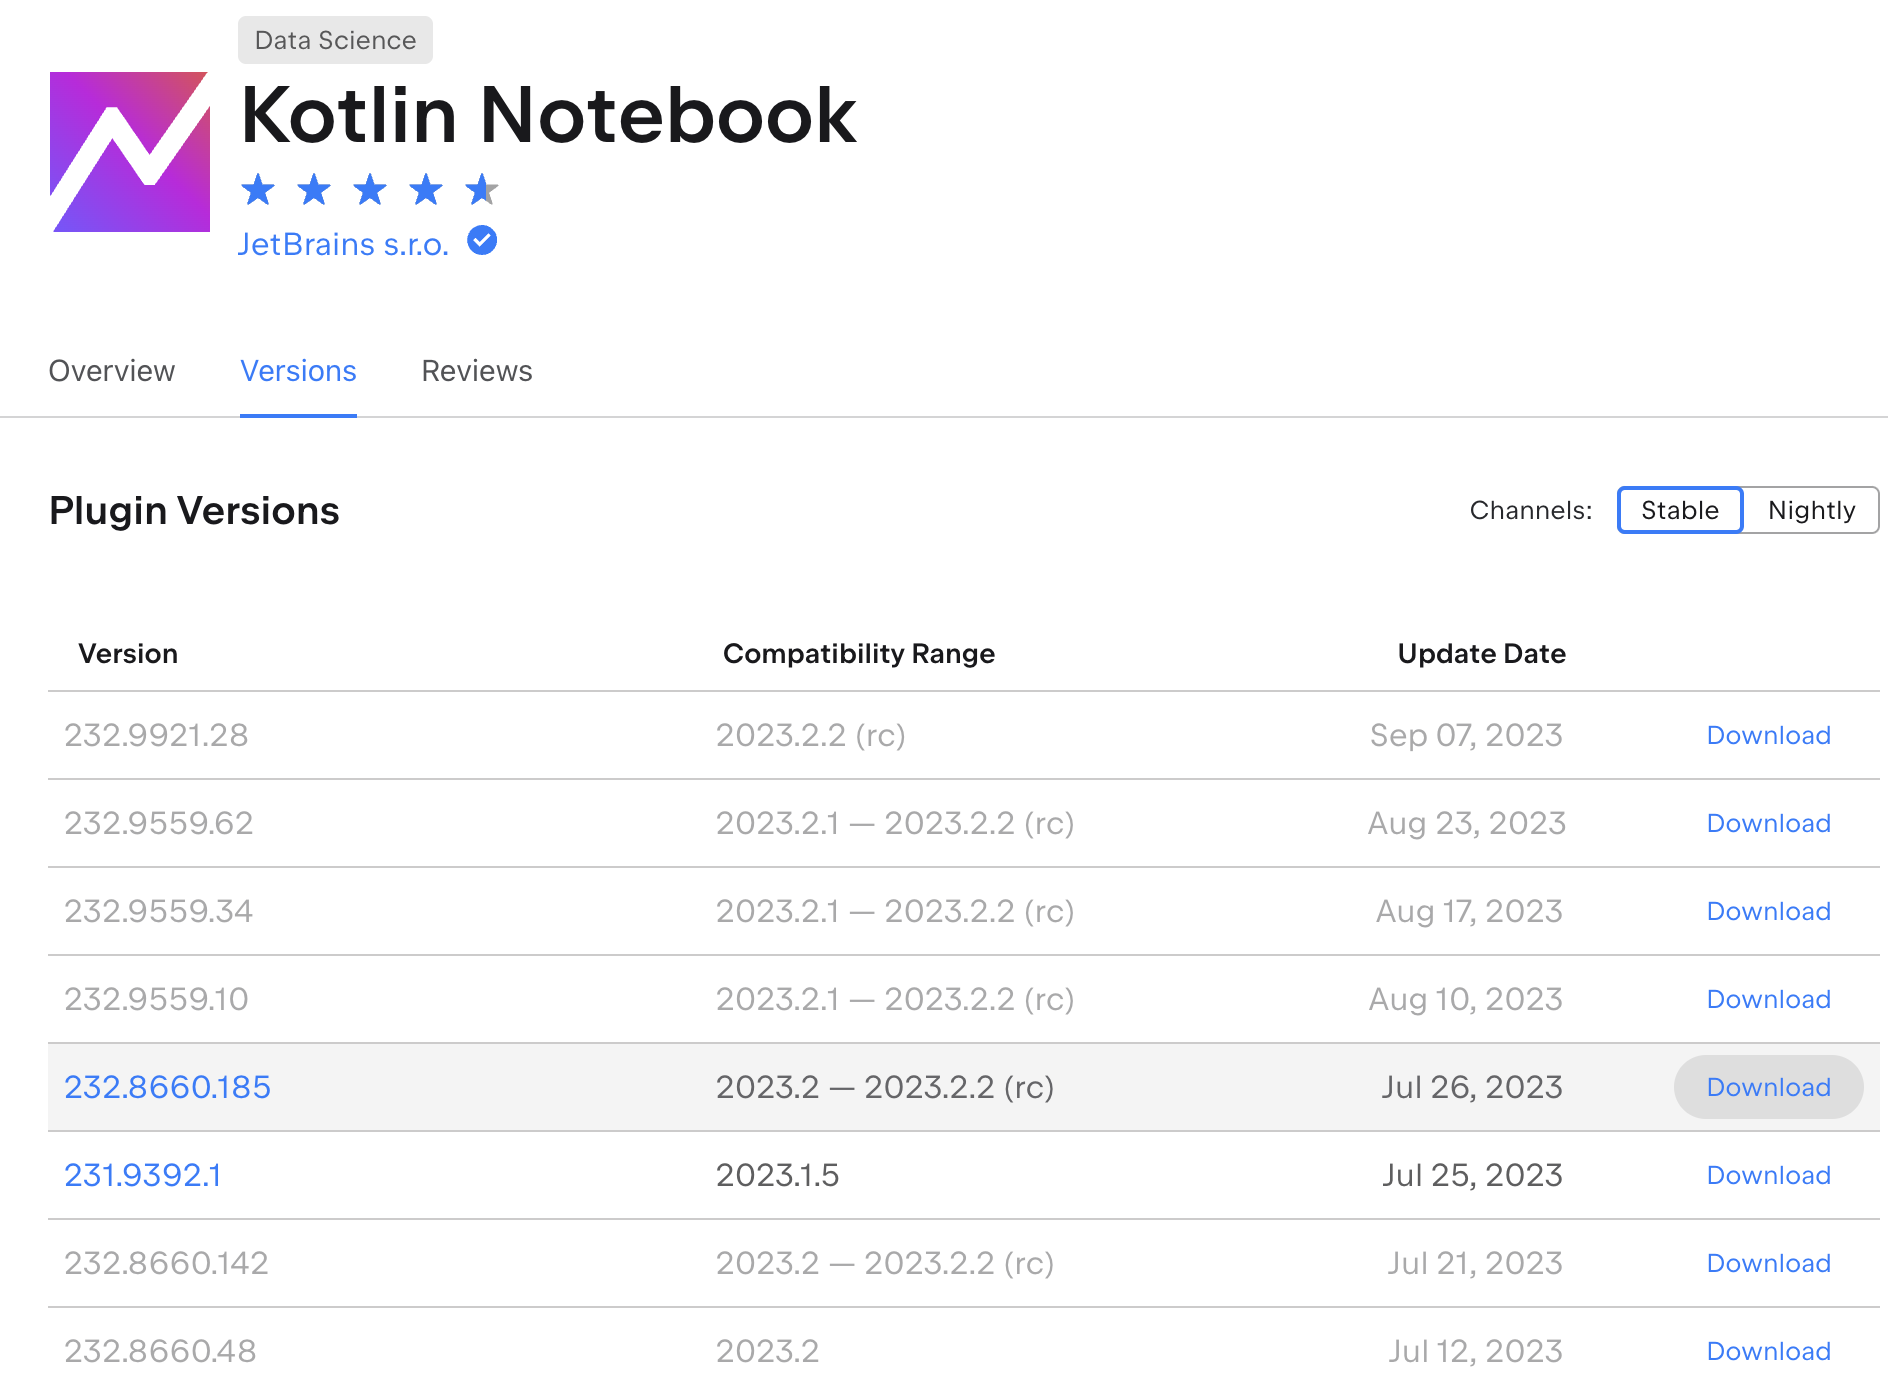 Data Science
Kotlin Notebook
JetBrains s.r.o.
Overview Versions Reviews
Plugin Versions Channels: Stable Nightly
Version Compatibility Range Update Date
232.9921.28 2023.2.2 (rc) Sep 07, 2023 Download
232.9559.62 2023.2.1 — 2023.2.2 (rc) Aug 23, 2023 Download
232.9559.34 2023.2.1 — 2023.2.2 (rc) Aug 17, 2023 Download
232.9559.10 2023.2.1 — 2023.2.2 (rc) Aug 10, 2023 Download
232.8660.185 2023.2 — 2023.2.2 (rc) Jul 26, 2023 Download
231.9392.1 2023.1.5 Jul 25, 2023 Download
232.8660.142 2023.2 — 2023.2.2 (rc) Jul 21, 2023 Download
232.8660.48 2023.2 Jul 12, 2023 Download